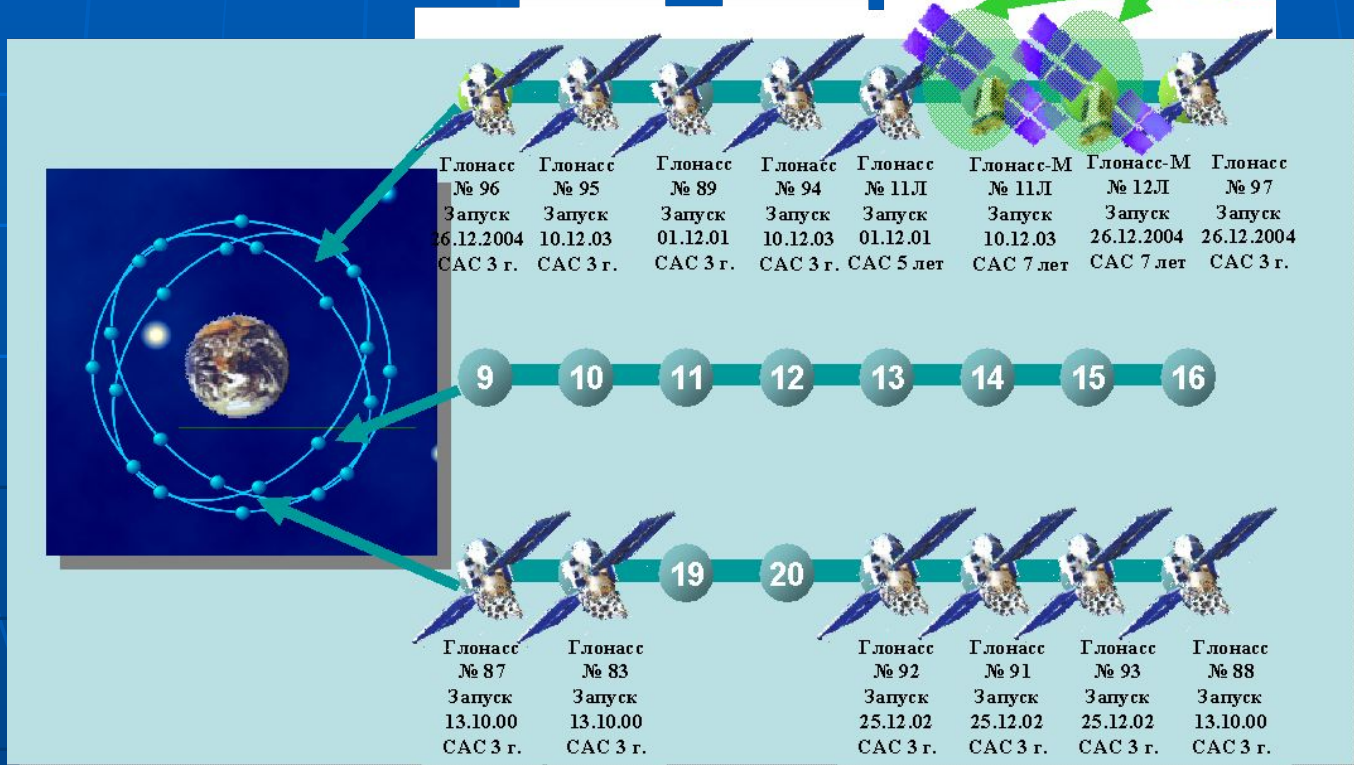 Глонасс
№ 96
Запуск
26.12.2004
САС 3 г.
Глонасс
№ 95
Запуск
10.12.03
САС 3 г.
Глонасс
№ 89
Запуск
01.12.01
САС 3 г.
Глонасс
№ 94
Запуск
10.12.03
САС 3 г.
Глонасс
№ 11Л
Запуск
01.12.01
САС 5 лет
Глонасс-М
№ 11Л
Запуск
10.12.03
САС 7 лет
Глонасс-М
№ 12Л
Запуск
26.12.2004
САС 7 лет
Глонасс
№ 97
Запуск
26.12.2004
САС 3 г.
9 10 11 12 13 14 15 16
19 20
Глонасс
№ 87
Запуск
13.10.00
САС 3 г.
Глонасс
№ 83
Запуск
13.10.00
САС 3 г.
Глонасс
№ 92
Запуск
25.12.02
САС 3 г.
Глонасс
№ 91
Запуск
25.12.02
САС 3 г.
Глонасс
№ 93
Запуск
25.12.02
САС 3 г.
Глонасс
№ 88
Запуск
13.10.00
САС 3 г.